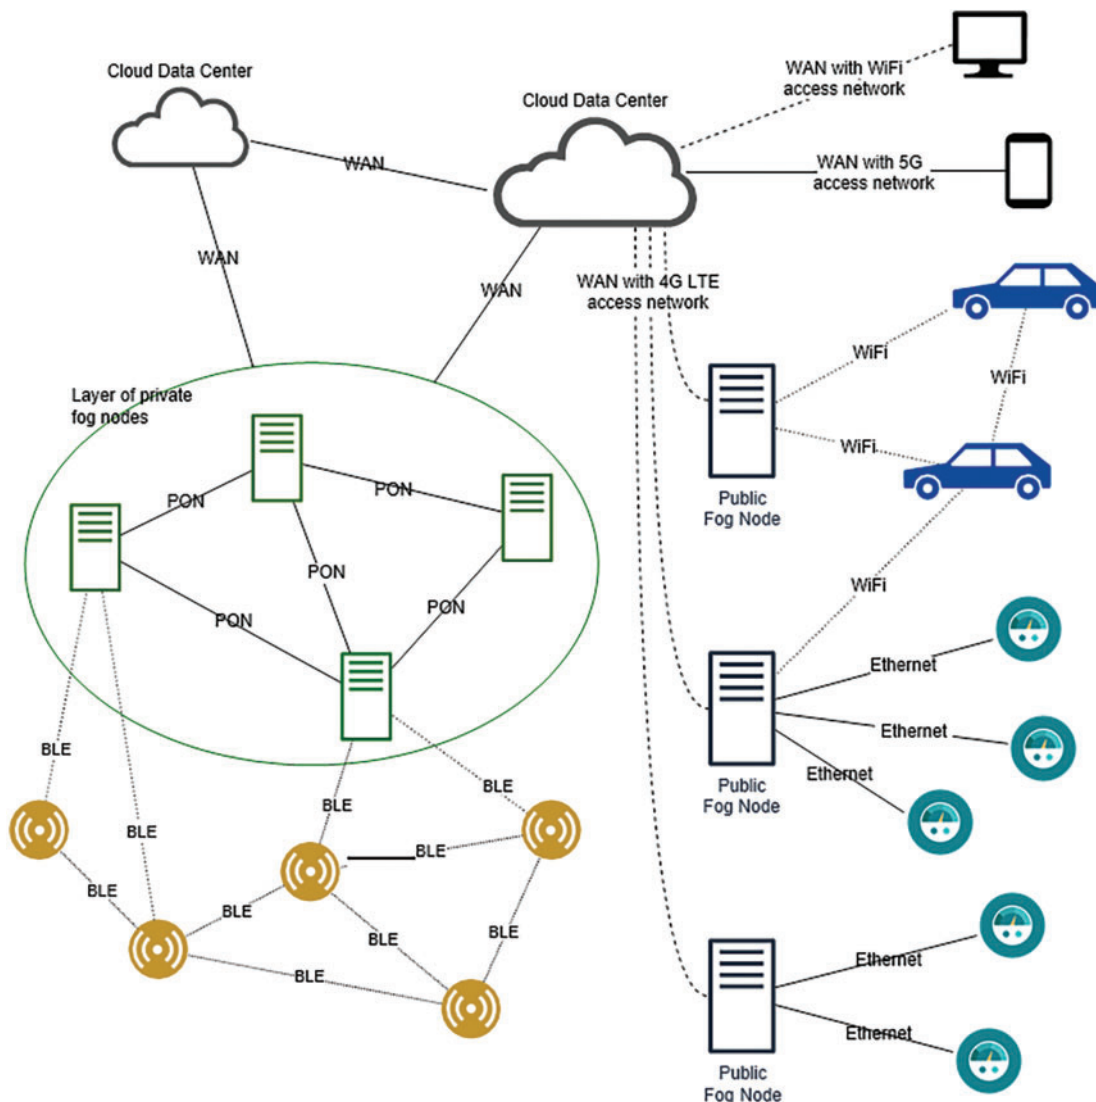 Cloud Data Center
Cloud Data Center
WAN with WiFi
access network
WAN
WAN with 5G
access network
WAN
WAN
WAN with 4G LTE
access network
WiFi
WiFi
WiFi
Layer of private
fog nodes
Public
Fog Node
PON
PON
PON
PON
PON
WiFi
Ethernet
Ethernet
Ethernet
Public
Fog Node
BLE
BLE
BLE
BLE
BLE
BLE
BLE
BLE
BLE
BLE
Ethernet
Ethernet
Public
Fog Node